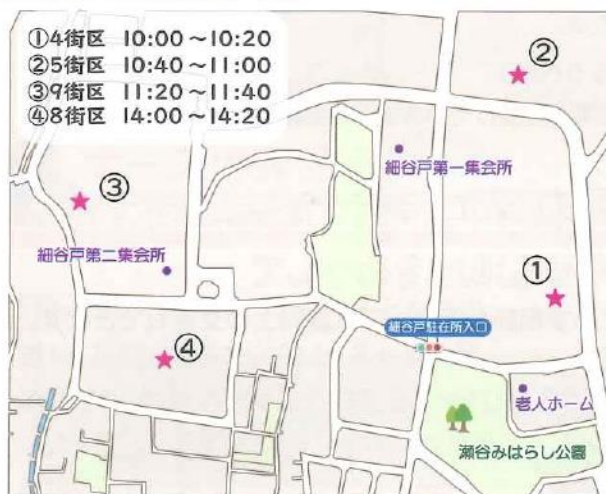 ①4街区 10:00～10:20
②5街区 10:40～11:00
③9街区 11:20～11:40
④8街区 14:00～14:20
②
細谷戸第一集会所
③
細谷戸第二集会所
①
細谷戸駐在所入口
④
老人ホーム
瀬谷みはらし公園